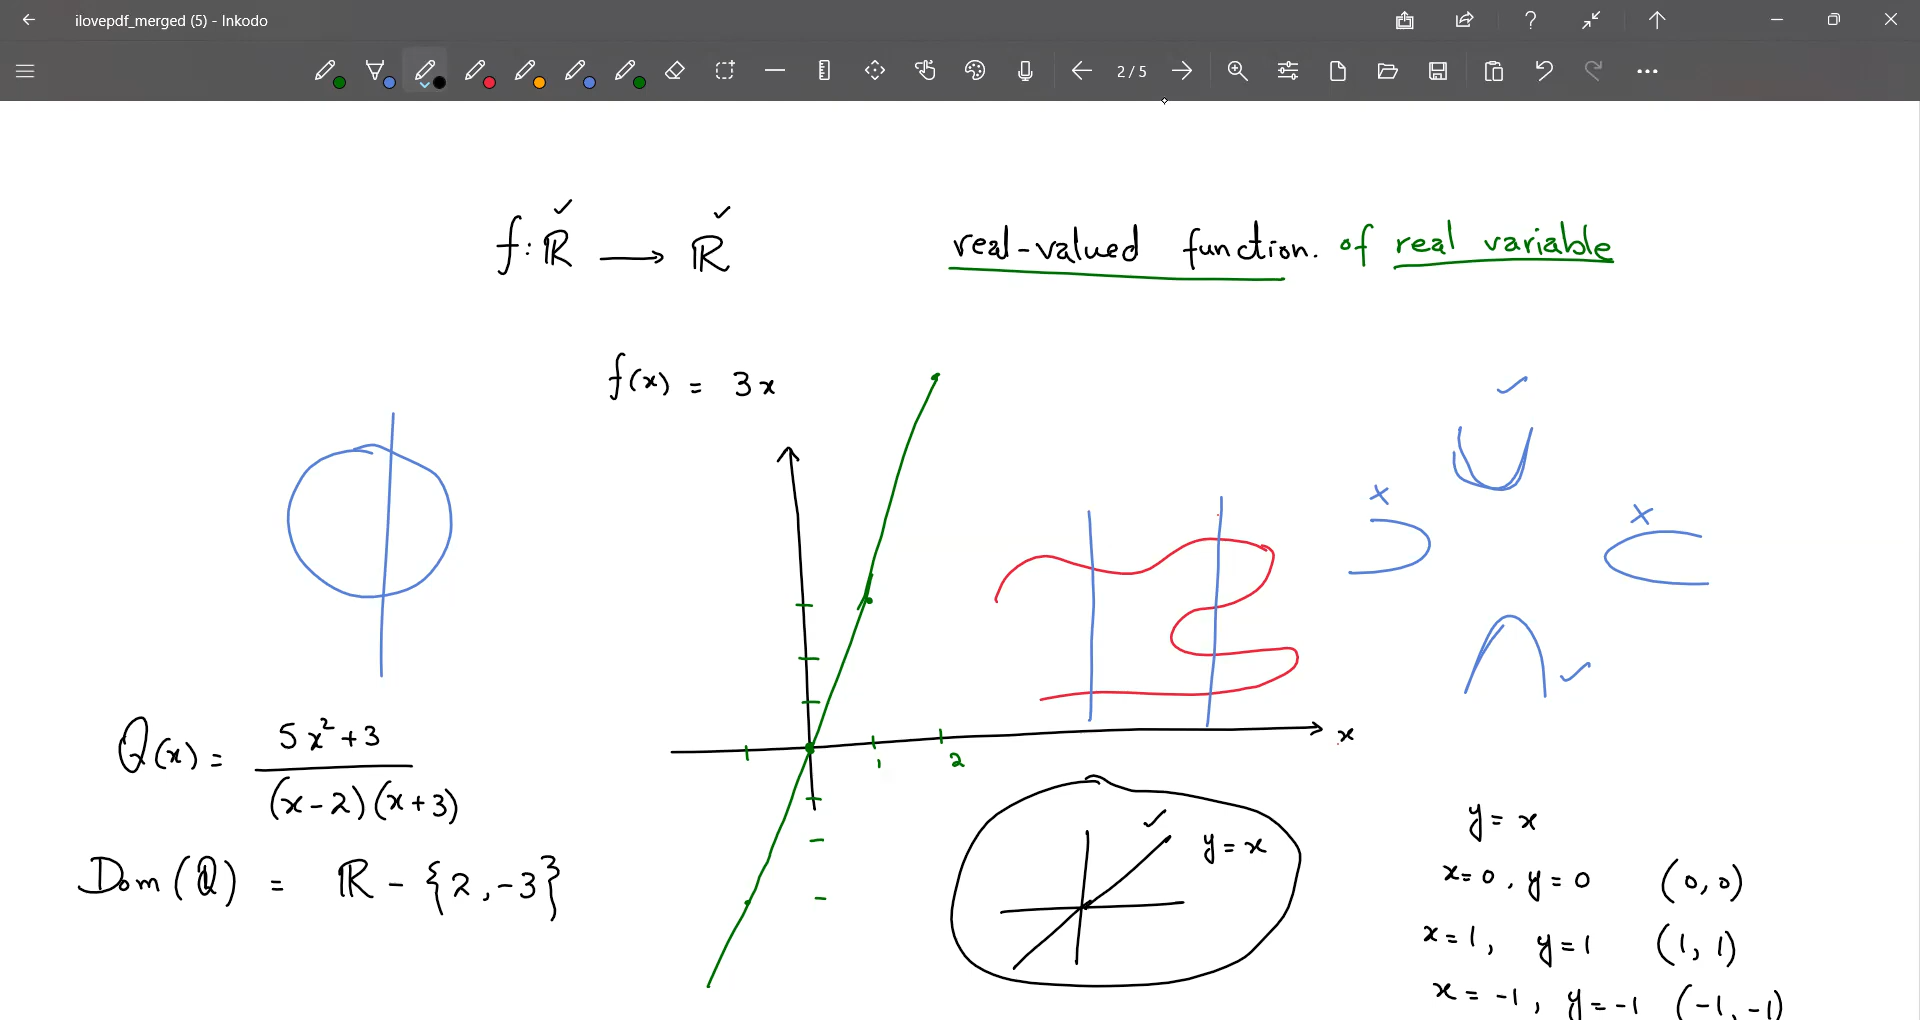 ilovepdf_merged (5) - Inkodo
2 / 5
f: ℝ ⟶ ℝ
real-valued function. of real variable
f(x) = 3x
x
1 2
Q(x) = 5x²+3 / (x-2)(x+3)
Dom (Q) = ℝ - {2, -3}
y = x
y = x
x=0, y=0 (0,0)
x=1, y=1 (1,1)
x = -1, y=-1 (-1,-1)